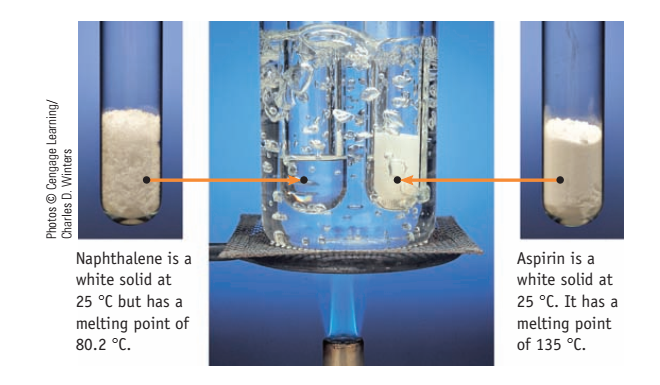 Photos © Cengage Learning/
Charles D. Winters
Naphthalene is a
white solid at
25 °C but has a
melting point of
80.2 °C.
Aspirin is a
white solid at
25 °C. It has a
melting point
of 135 °C.